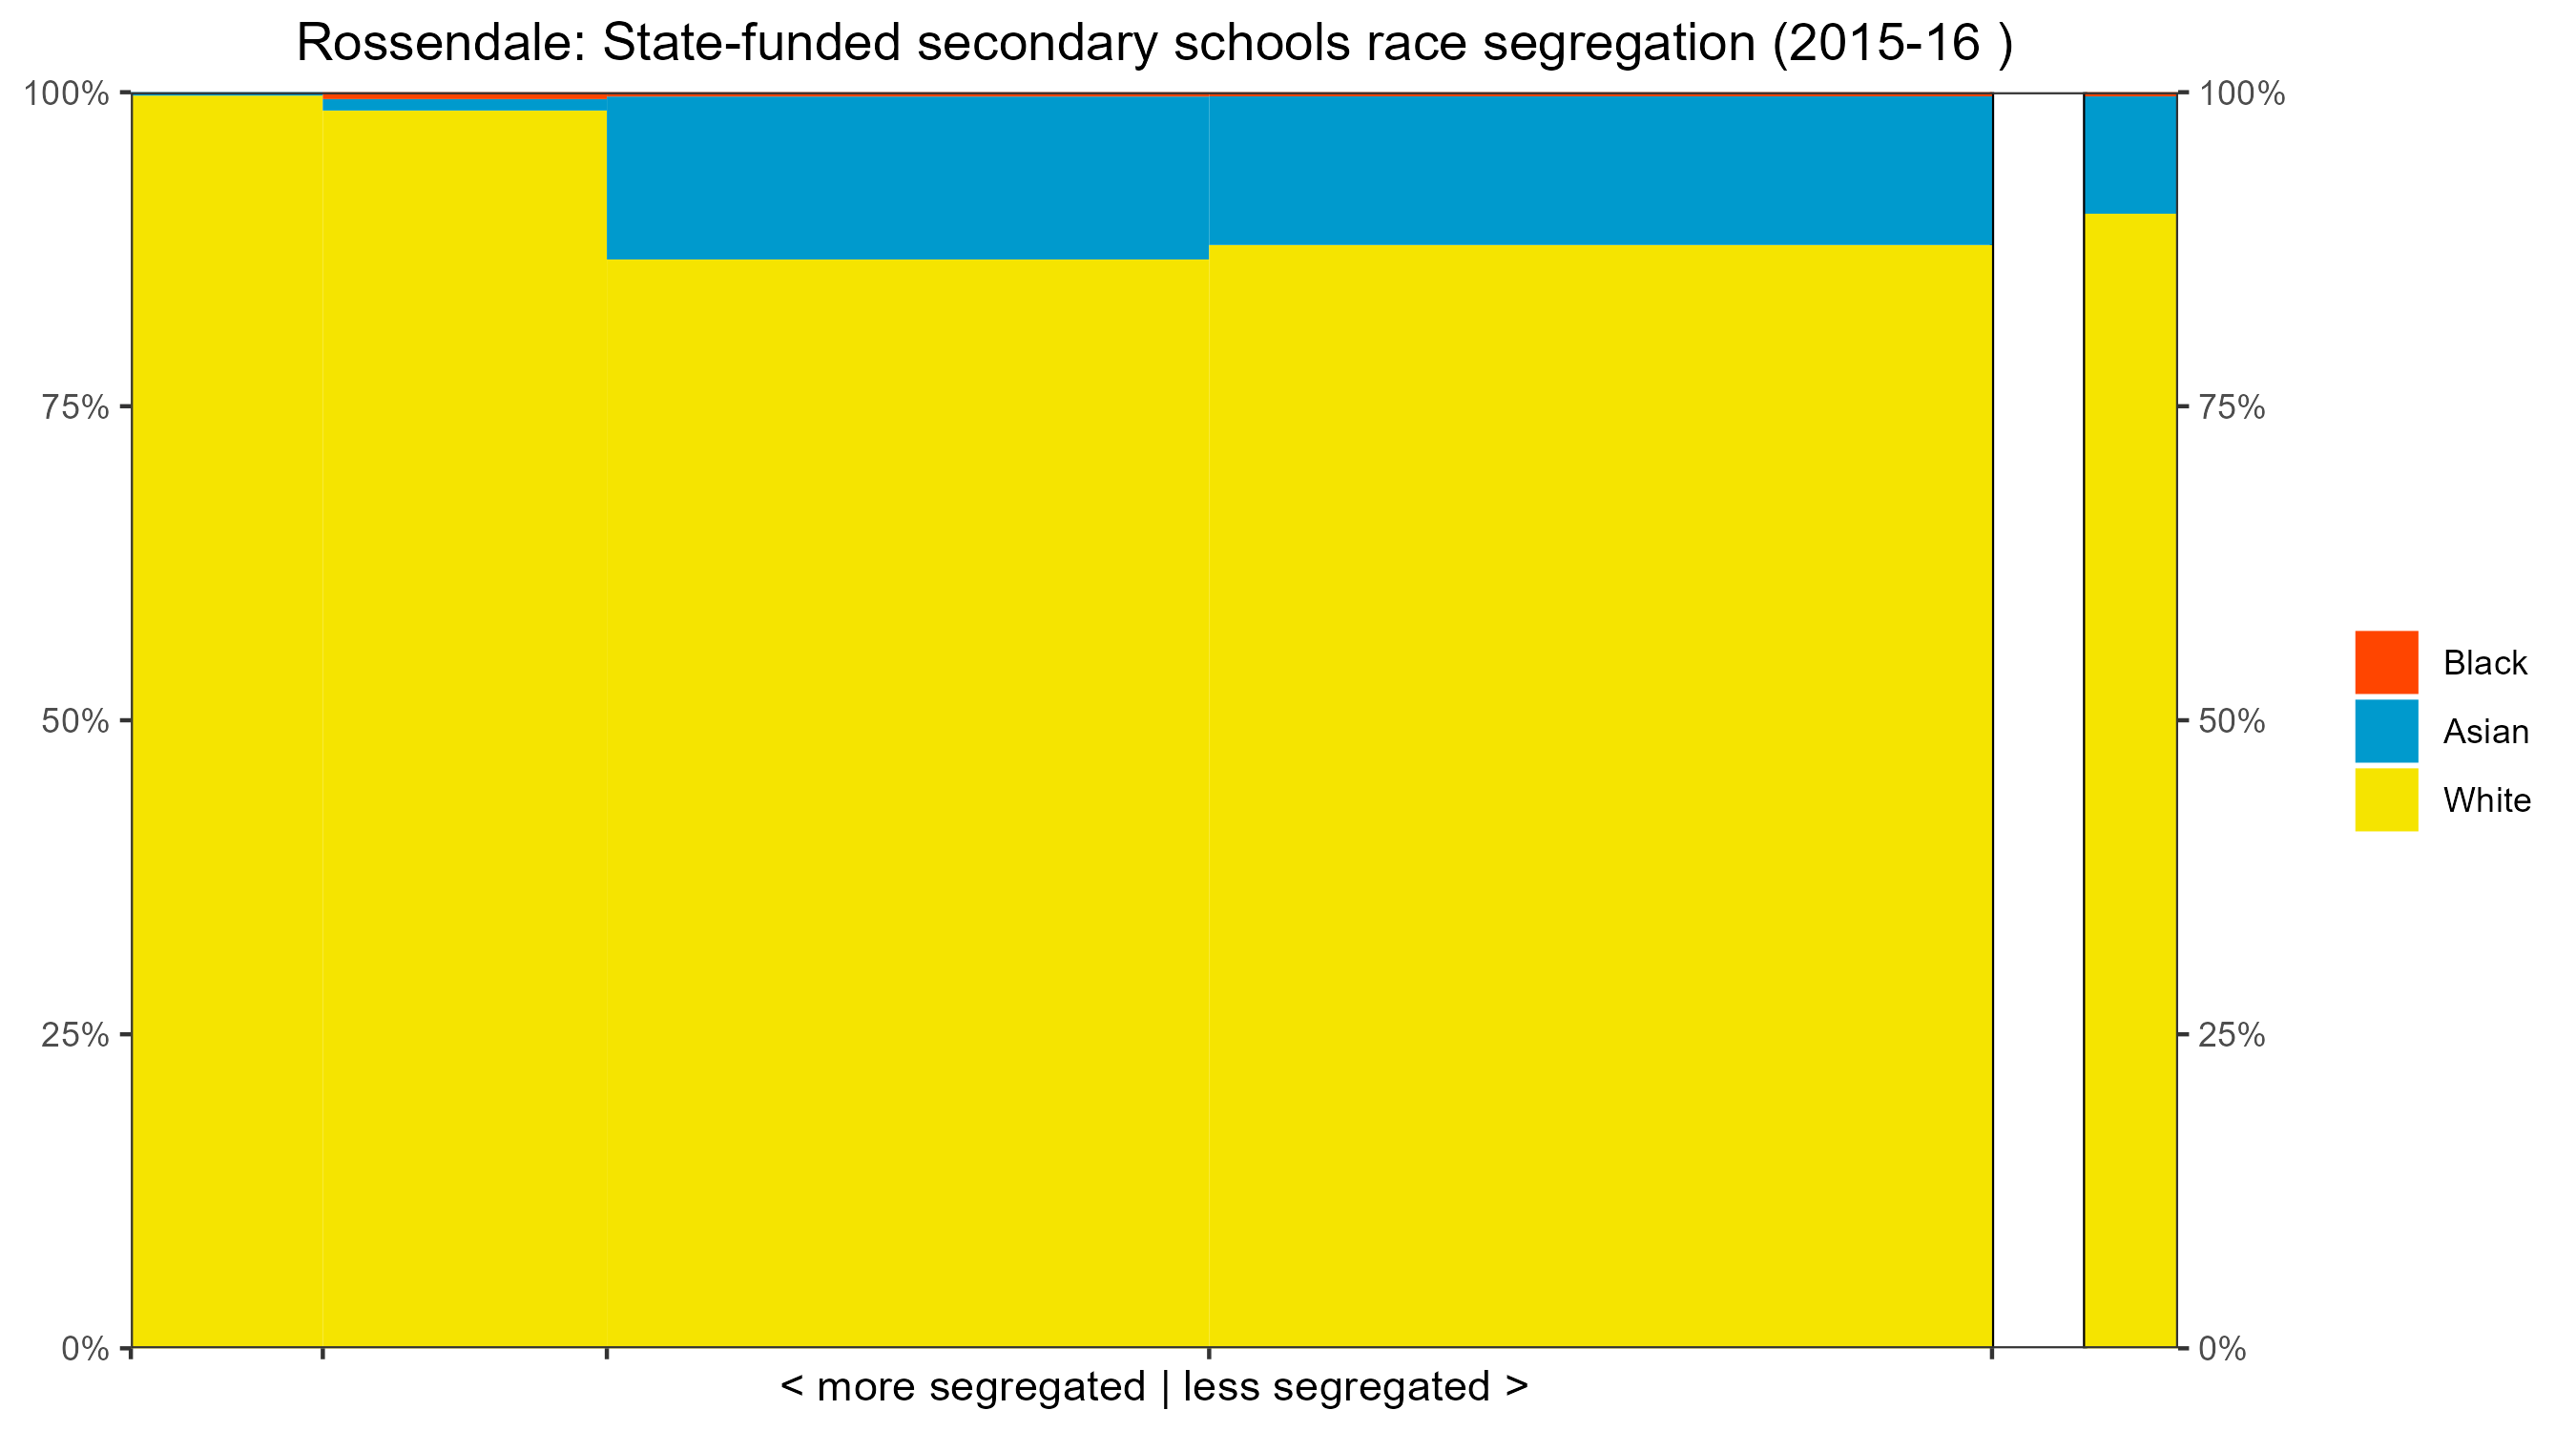 Rossendale: State-funded secondary schools race segregation (2015-16 )
100%
75%
50%
25%
0%
100%
75%
50%
25%
0%
Black
Asian
White
< more segregated | less segregated >